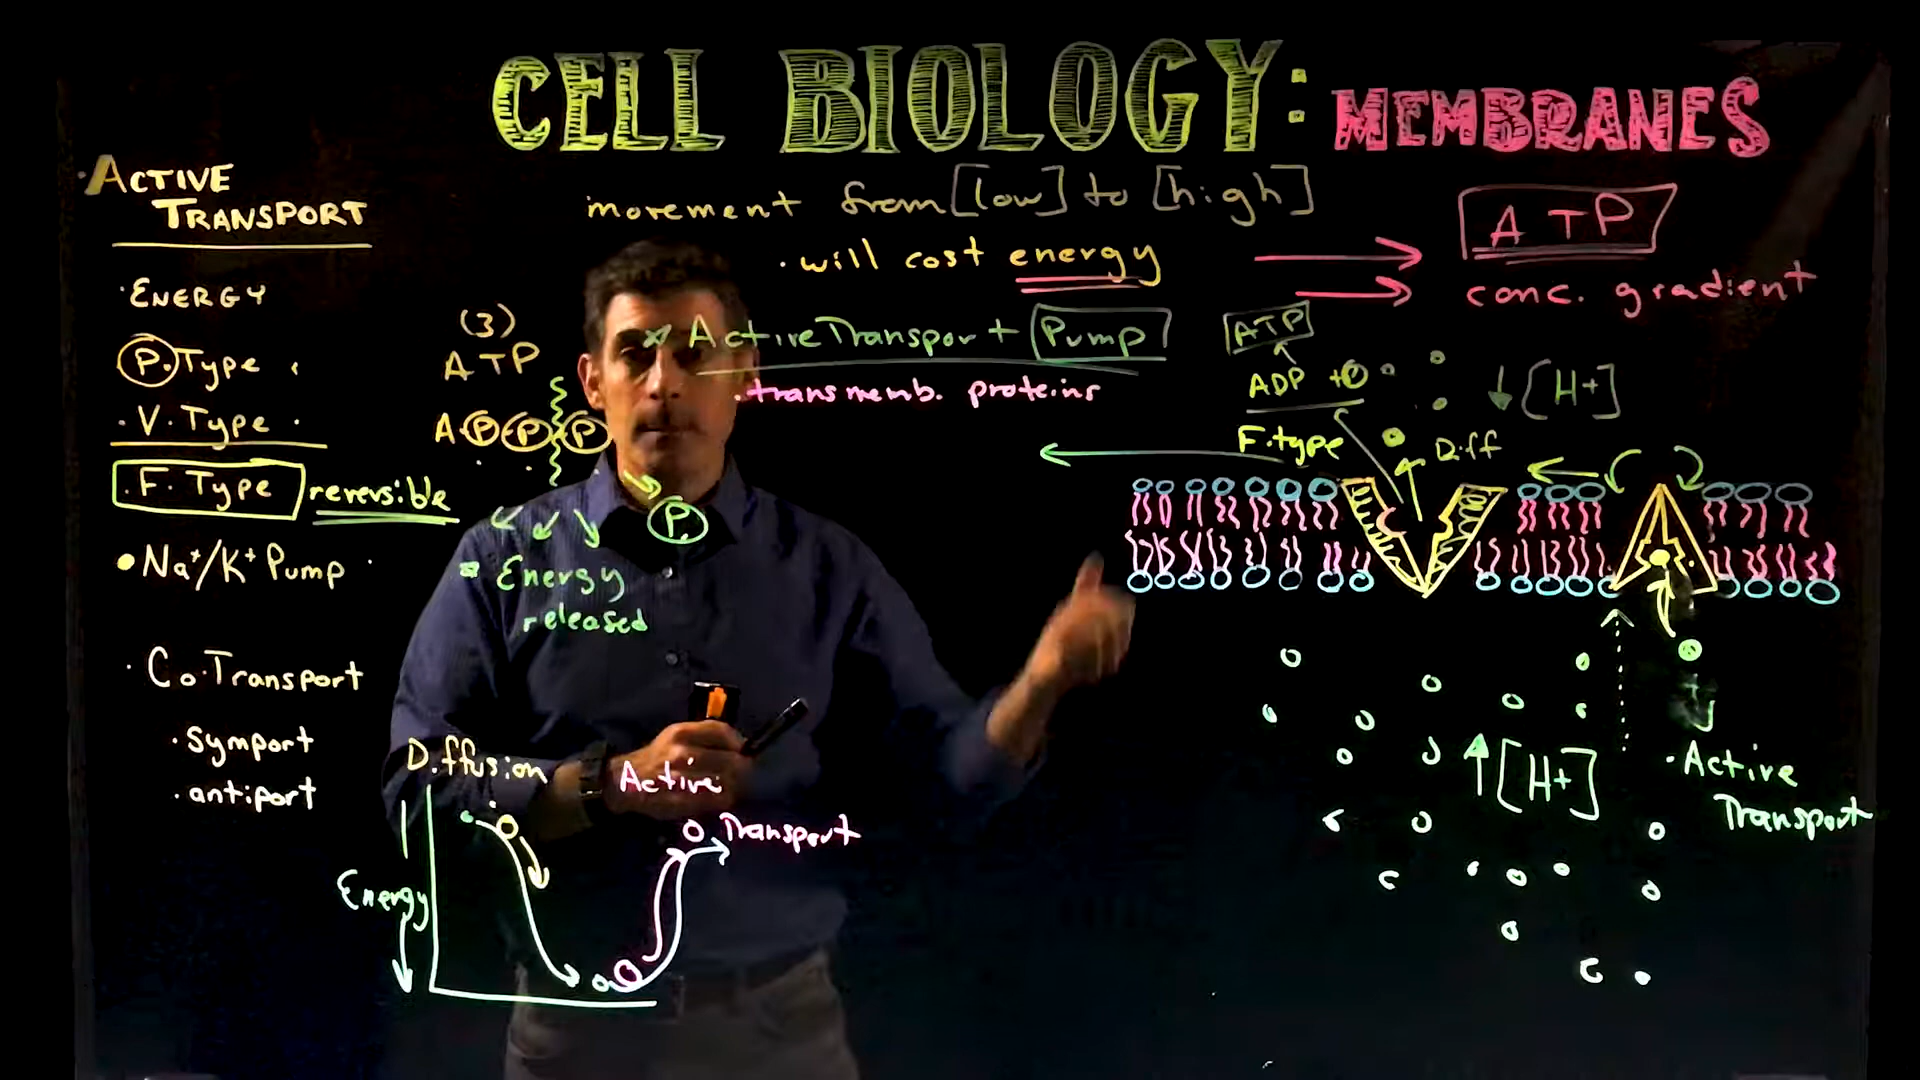 CELL BIOLOGY: MEMBRANES
ACTIVE
TRANSPORT
movement from [low] to [high]
ATP
· will cost energy
conc. gradient
· ENERGY
P. Type
· V. Type
· F. Type reversible
• Na⁺/K⁺ Pump
· Co·Transport
· symport
· antiport
(3)
ATP
A P P P
P
Energy
released
* Active Transport Pump
· transmemb. proteins
ATP
ADP +
F·type
Diff
↓ [H+]
↑ [H+]
· Active
Transport
Diffusion
Active
Transport
Energy